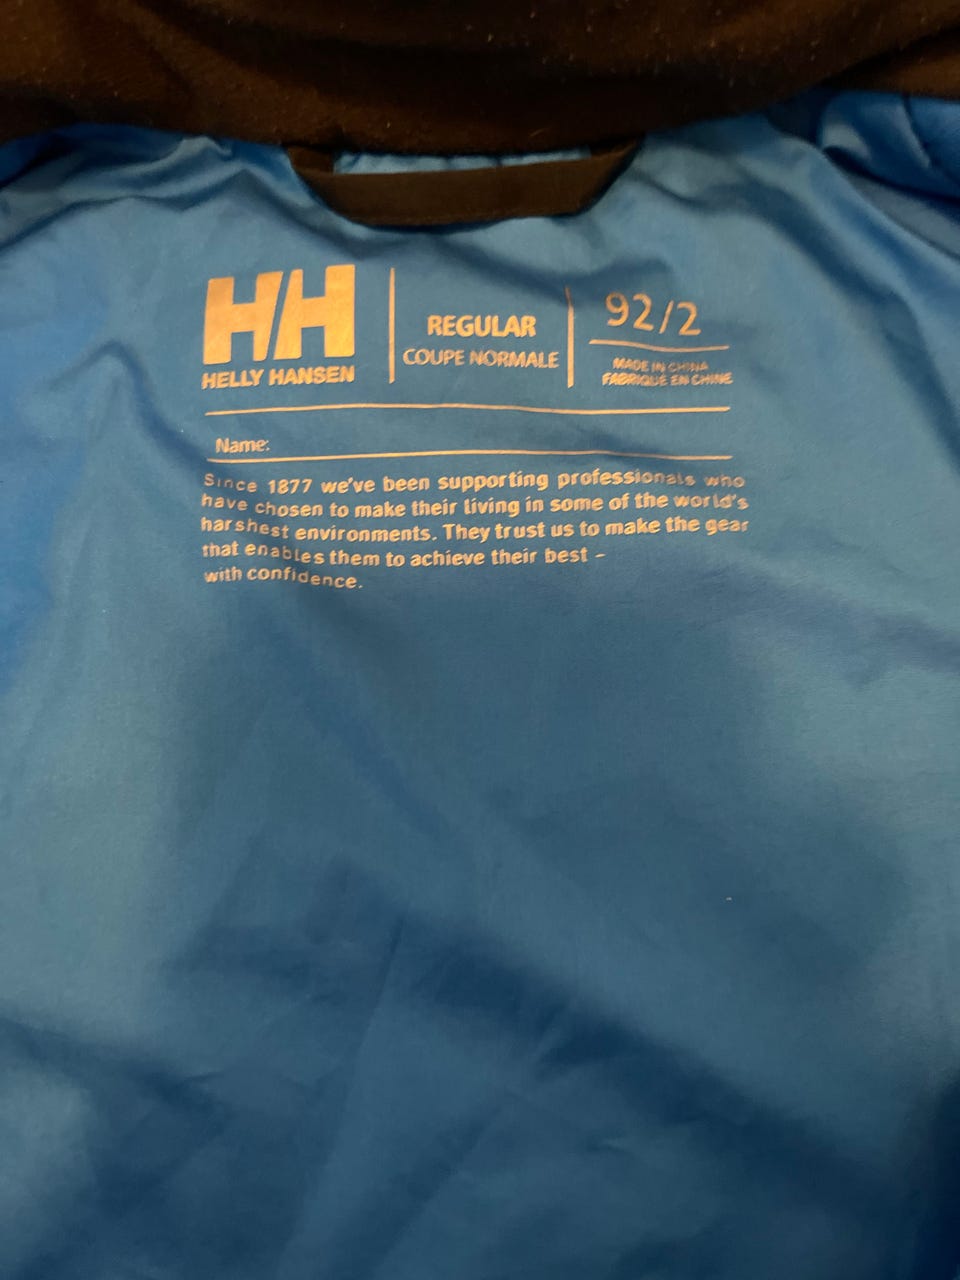 HH
HELLY HANSEN
REGULAR
COUPE NORMALE
92/2
MADE IN CHINA
FABRIQUÉ EN CHINE
Name:
Since 1877 we've been supporting professionals who
have chosen to make their living in some of the world's
harshest environments. They trust us to make the gear
that enables them to achieve their best –
with confidence.